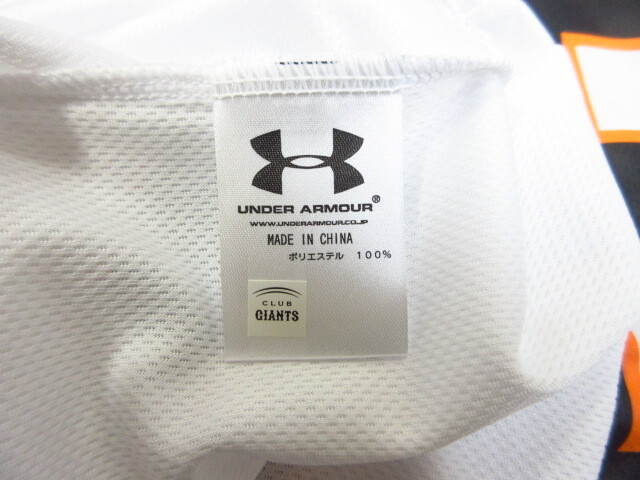 UNDER ARMOUR®
WWW.UNDERARMOUR.CO.JP
MADE IN CHINA
ポリエステル 100%
CLUB
GIANTS